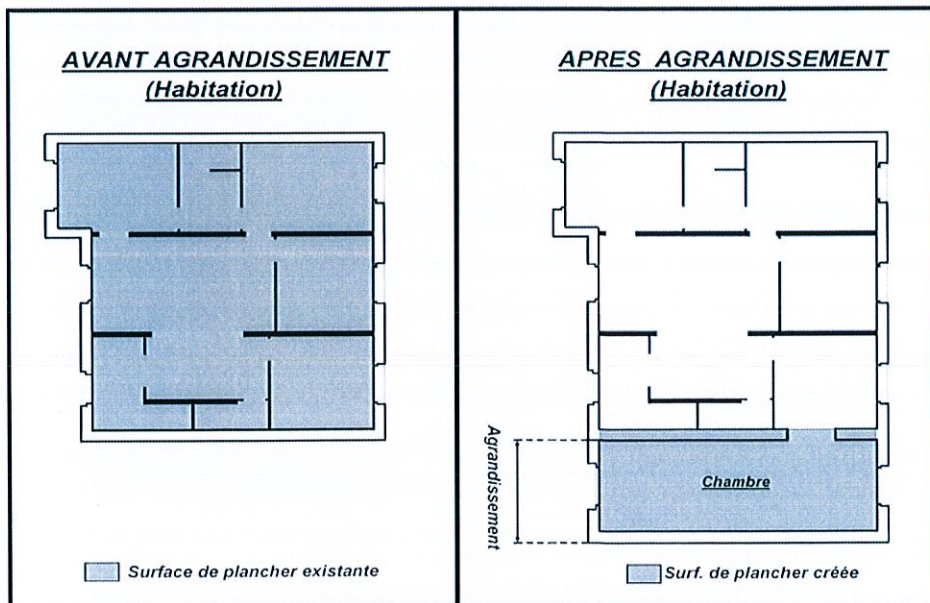 AVANT AGRANDISSEMENT
(Habitation)
Surface de plancher existante
APRES AGRANDISSEMENT
(Habitation)
Agrandissement
Chambre
Surf. de plancher créée